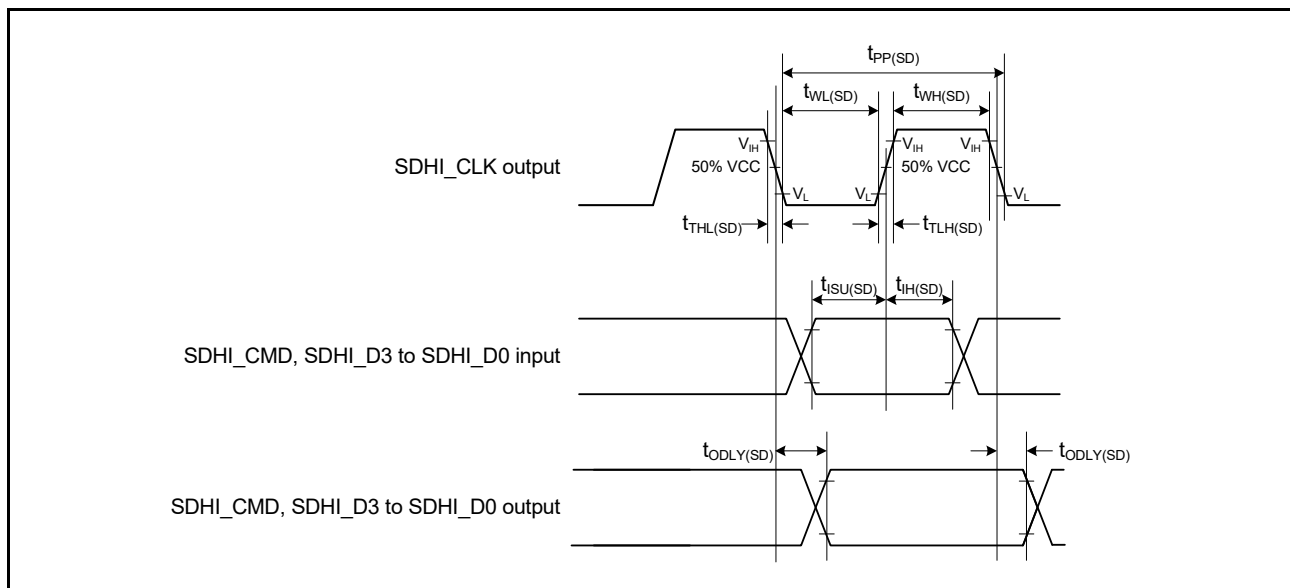 tPP(SD)
tWL(SD) tWH(SD)
VIH VIH VIH
SDHI_CLK output 50% VCC 50% VCC
VL VL VL
tTHL(SD) tTLH(SD)
tISU(SD) tIH(SD)
SDHI_CMD, SDHI_D3 to SDHI_D0 input
tODLY(SD) tODLY(SD)
SDHI_CMD, SDHI_D3 to SDHI_D0 output